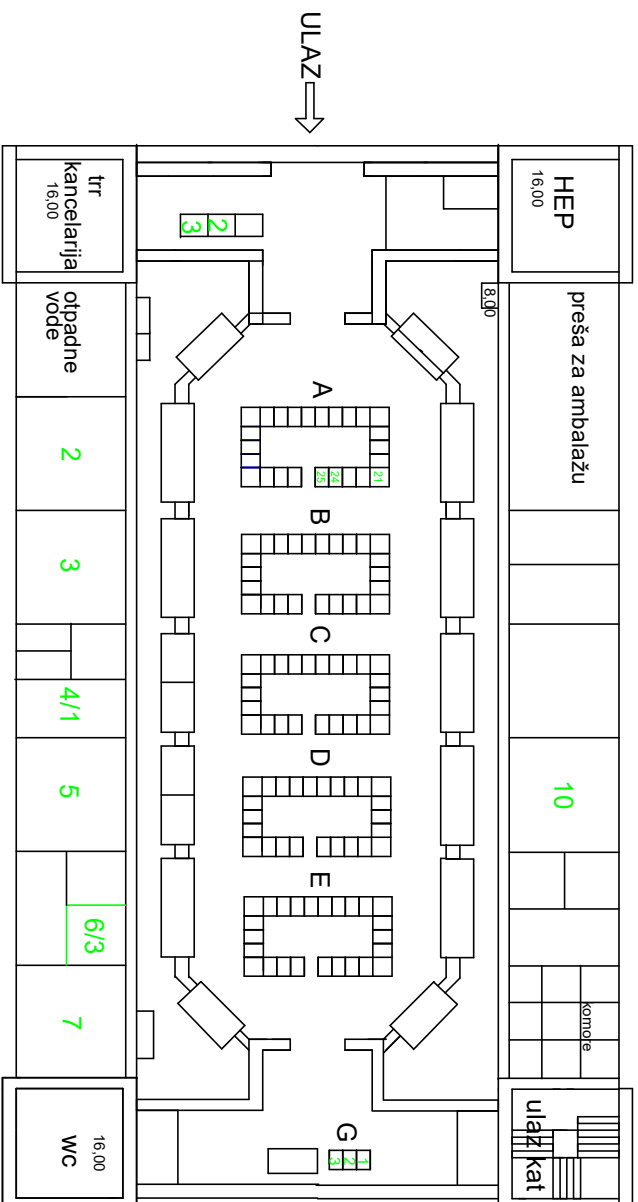 ULAZ
HEP
16,00
trr
kancelarija
16,00
2
3
8,00
preša za ambalažu
otpadne
vode
A
21
24
25
B
C
D
E
2
3
4/1
5
6/3
7
10
komore
ulaz kat
G
1
2
3
16,00
WC